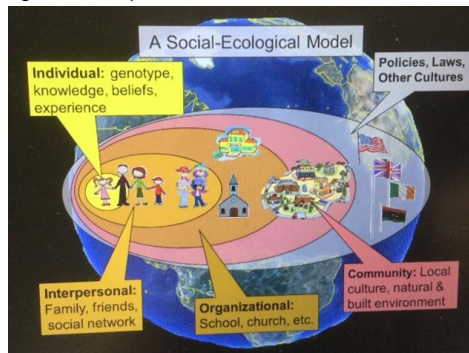 A Social-Ecological Model
Individual: genotype,
knowledge, beliefs,
experience
Policies, Laws,
Other Cultures
Interpersonal:
Family, friends,
social network
Organizational:
School, church, etc.
Community: Local
culture, natural &
built environment